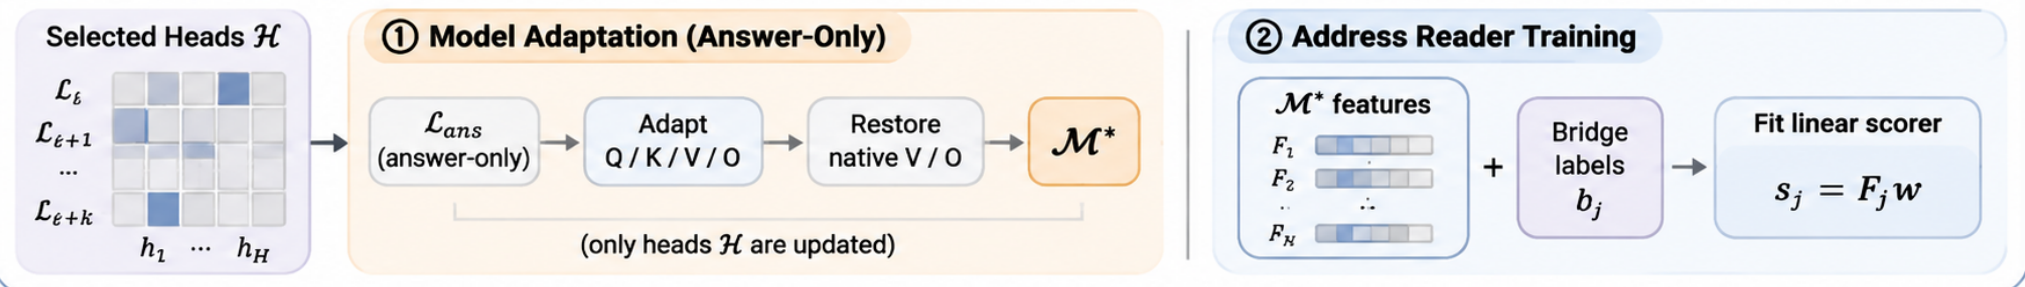 Selected Heads ℋ
ℒ_ℓ
ℒ_ℓ+1
...
ℒ_ℓ+k
h_1 ... h_H
① Model Adaptation (Answer-Only)
ℒ_ans
(answer-only)
Adapt
Q / K / V / O
Restore
native V / O
ℳ*
(only heads ℋ are updated)
② Address Reader Training
ℳ* features
F_1
F_2
F_H
+
Bridge
labels
b_j
Fit linear scorer
s_j = F_j w